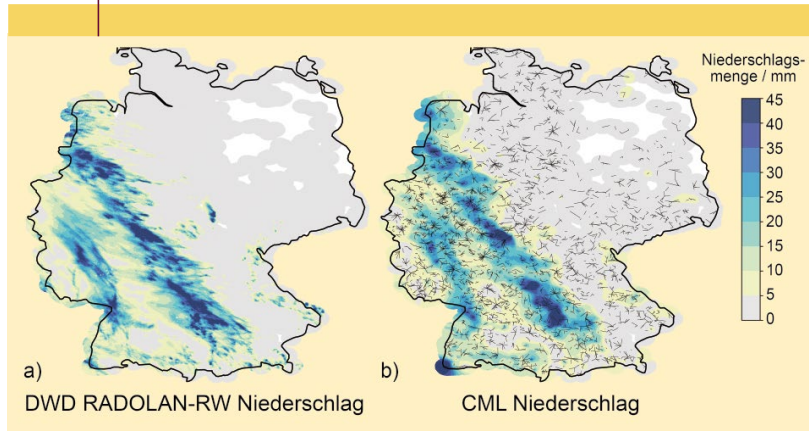 Niederschlags-
menge / mm
45
40
35
30
25
20
15
10
5
0
a)
b)
DWD RADOLAN-RW Niederschlag
CML Niederschlag